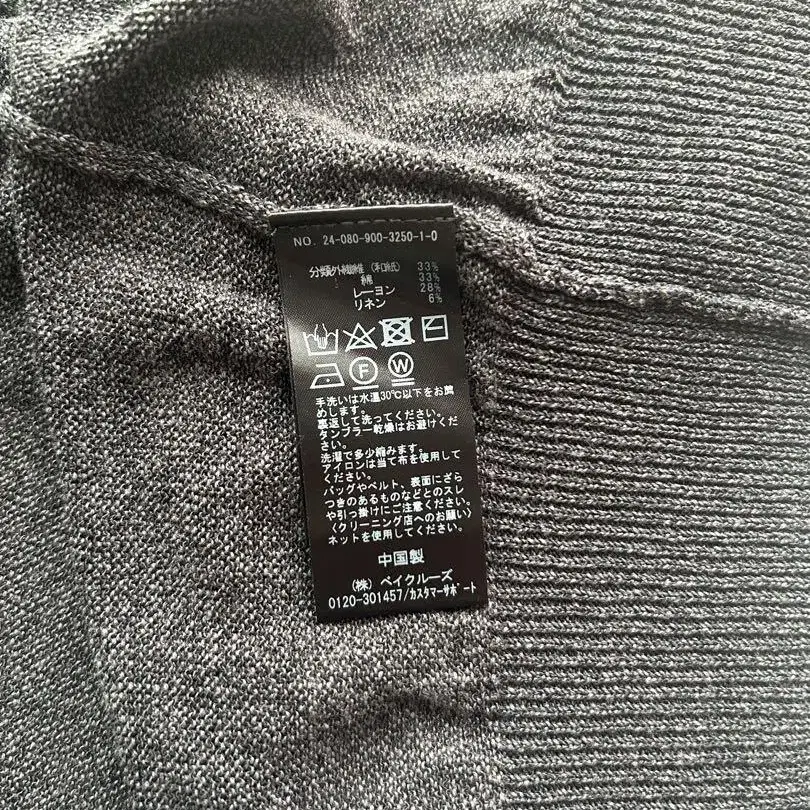 NO. 24-080-900-3250-1-0
分類外繊維 (和紙) 33%
綿 33%
レーヨン 28%
リネン 6%
F W
手洗いは水温30℃以下をお薦
めします。
裏返して洗ってください。
タンブラー乾燥はお避けくだ
さい。
洗濯で多少縮みます。
アイロンは当て布を使用して
ください。
バッグやベルト、表面にざら
つきのあるものなどとのスレ
や引っ掛けにご注意ください。
〈クリーニング店へのお願い〉
ネットを使用してください。
中国製
(株) ベイクルーズ
0120-301457/カスタマーサポート